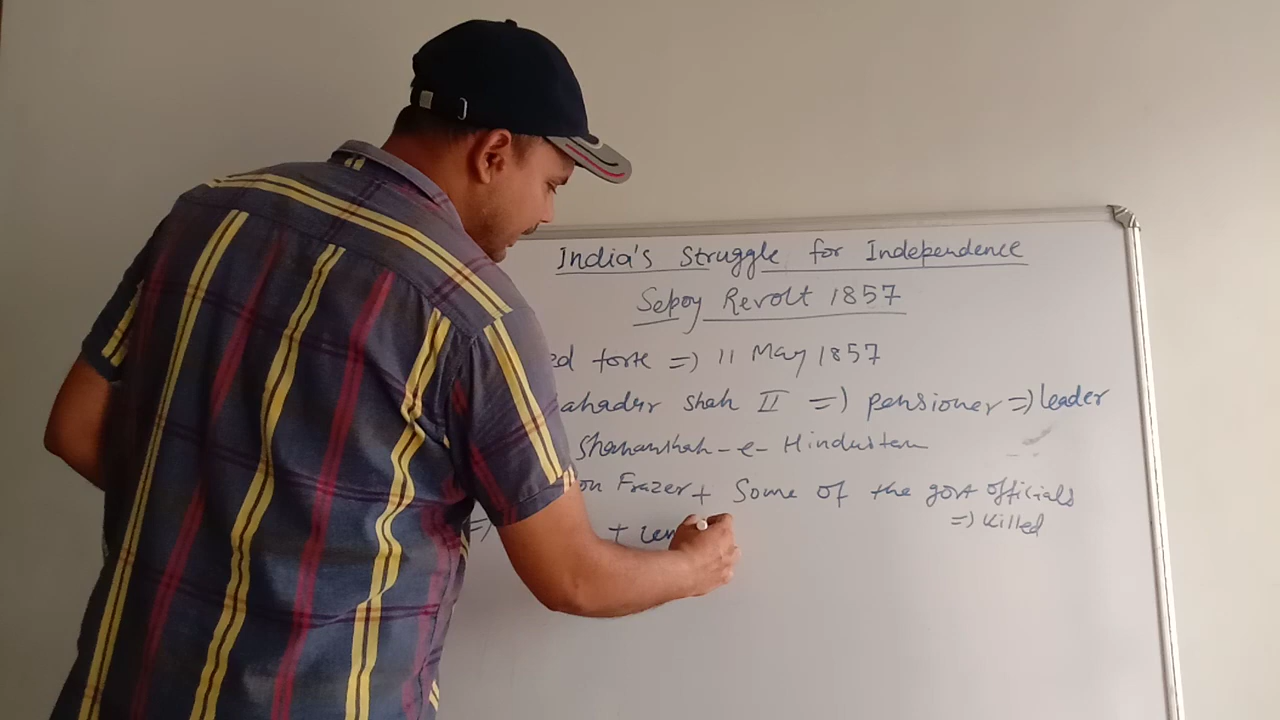 India's Struggle for Independence
Sepoy Revolt 1857
ed forte => 11 May 1857
ahadur Shah II => pensioner => leader
Shahanshah-e-Hindustan
on Frazer + Some of the govt officials
=> killed
=> + cen